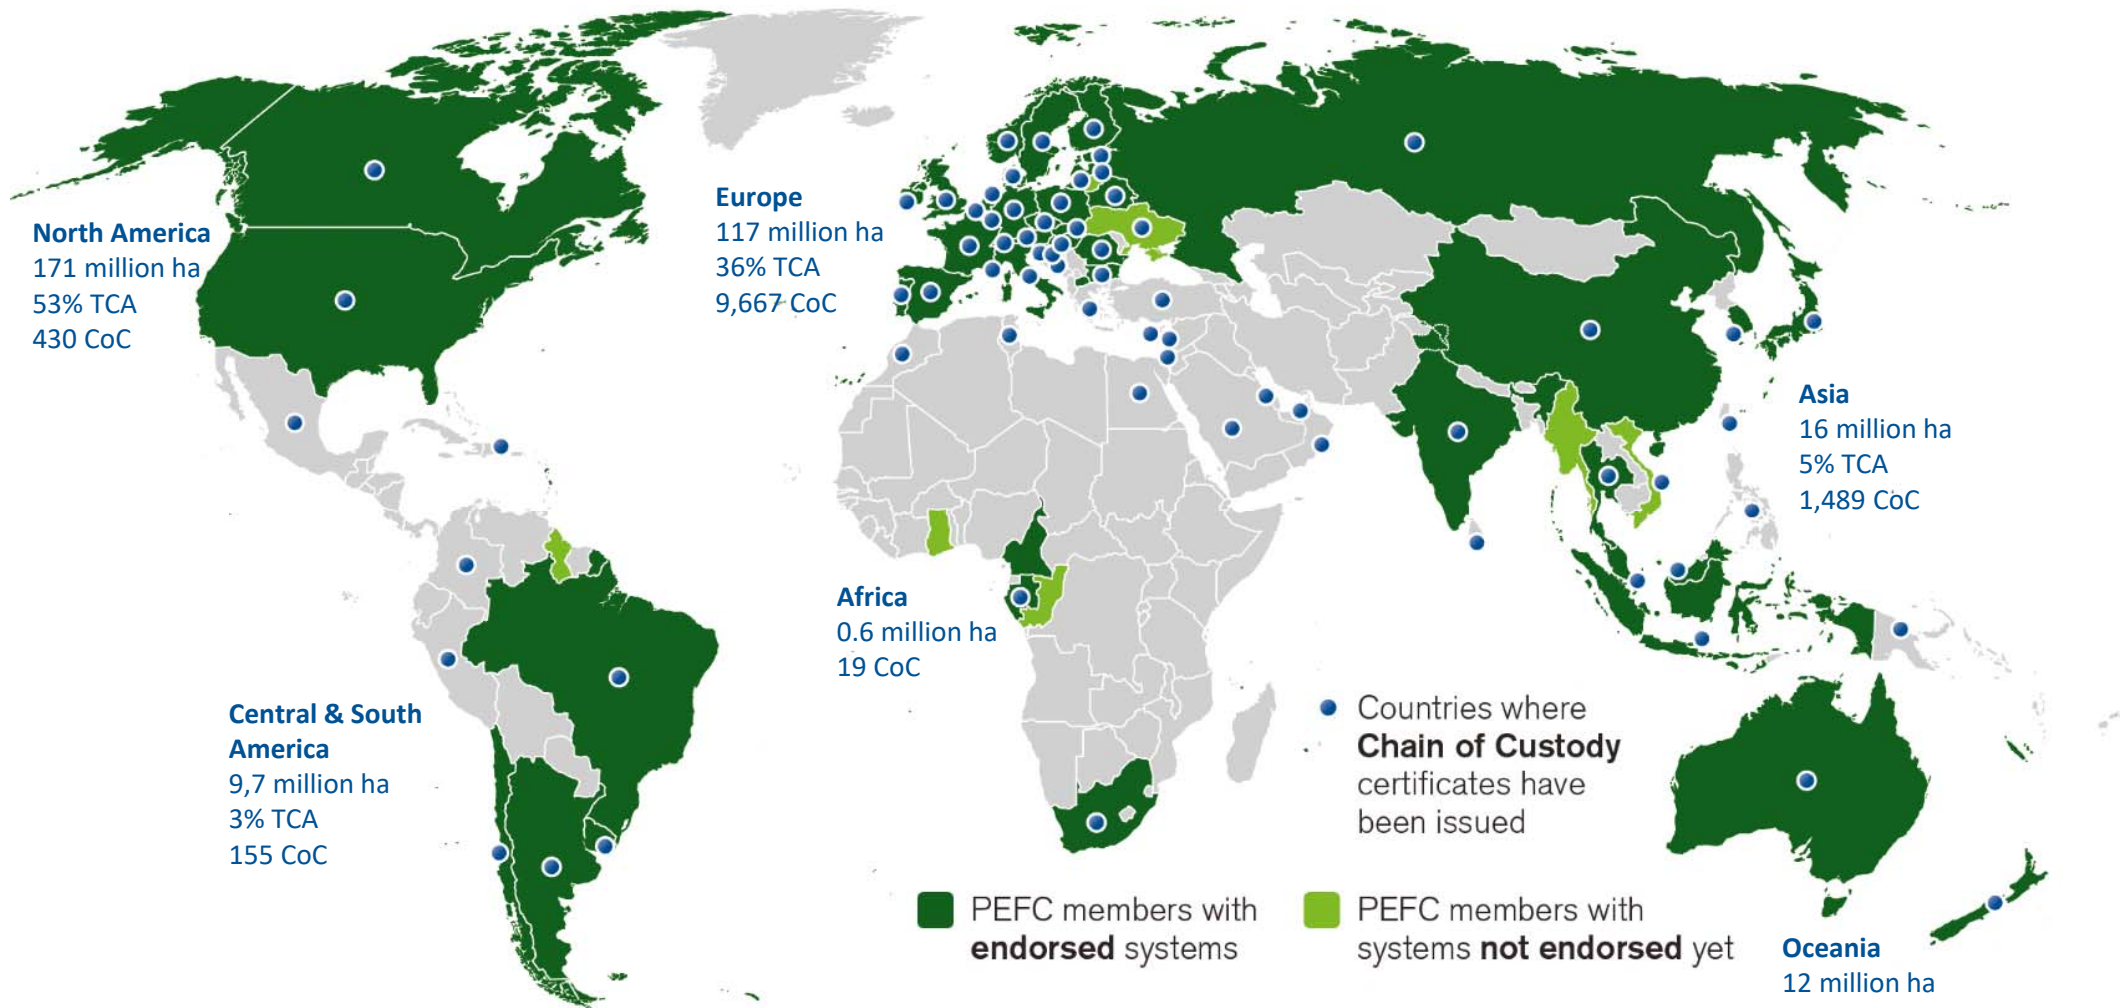 North America
171 million ha
53% TCA
430 CoC
Europe
117 million ha
36% TCA
9,667 CoC
Asia
16 million ha
5% TCA
1,489 CoC
Africa
0.6 million ha
19 CoC
Central & South
America
9,7 million ha
3% TCA
155 CoC
Countries where
Chain of Custody
certificates have
been issued
PEFC members with
endorsed systems
PEFC members with
systems not endorsed yet
Oceania
12 million ha